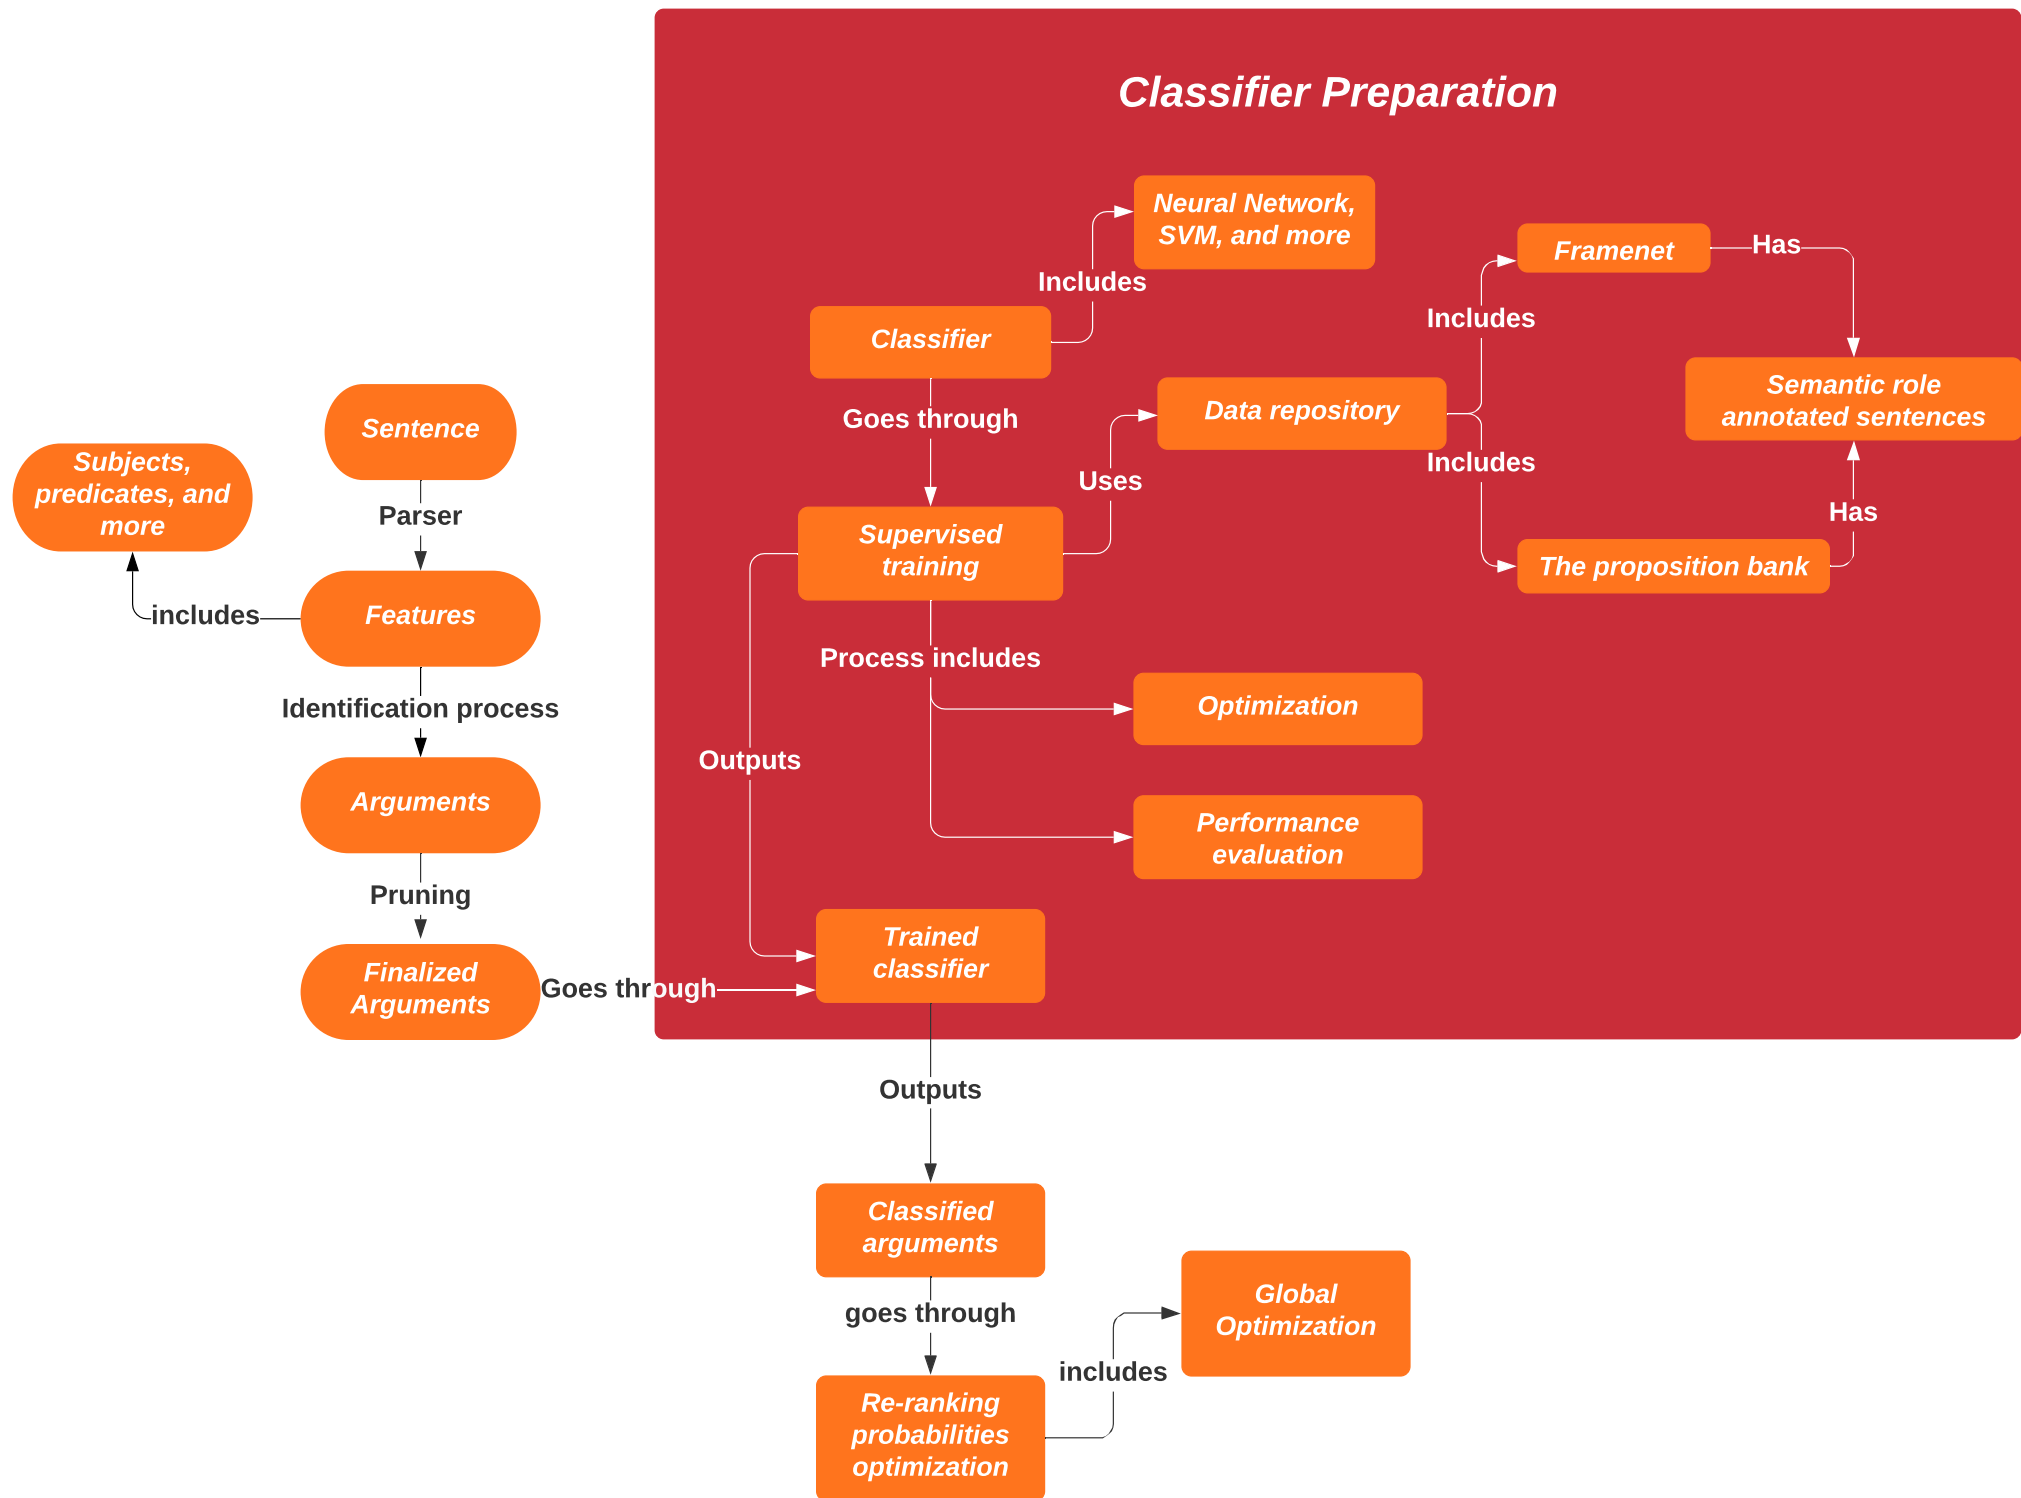 Classifier Preparation
Neural Network,
SVM, and more
Includes
Classifier
Goes through
Supervised
training
Uses
Data repository
Includes
Framenet
Has
Semantic role
annotated sentences
Includes
The proposition bank
Has
Process includes
Optimization
Performance
evaluation
Outputs
Trained
classifier
Sentence
Parser
Features
includes
Subjects,
predicates, and
more
Identification process
Arguments
Pruning
Finalized
Arguments
Goes through
Outputs
Classified
arguments
goes through
Re-ranking
probabilities
optimization
includes
Global
Optimization